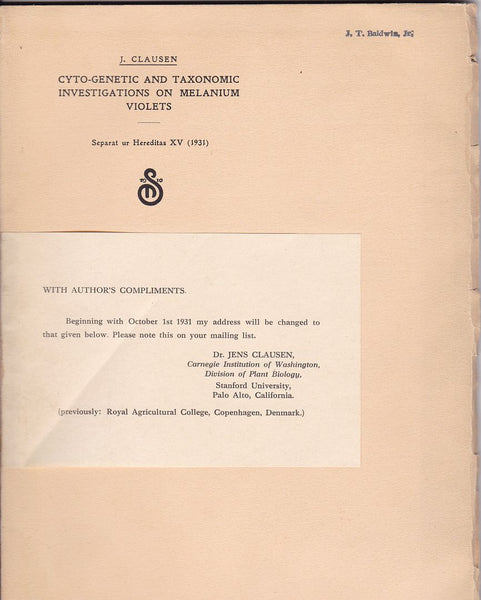 J. T. Baldwin, Jr.
J. CLAUSEN
CYTO-GENETIC AND TAXONOMIC
INVESTIGATIONS ON MELANIUM
VIOLETS
Separat ur Hereditas XV (1931)
WITH AUTHOR'S COMPLIMENTS.
Beginning with October 1st 1931 my address will be changed to
that given below. Please note this on your mailing list.
Dr. JENS CLAUSEN,
Carnegie Institution of Washington,
Division of Plant Biology,
Stanford University,
Palo Alto, California.
(previously: Royal Agricultural College, Copenhagen, Denmark.)